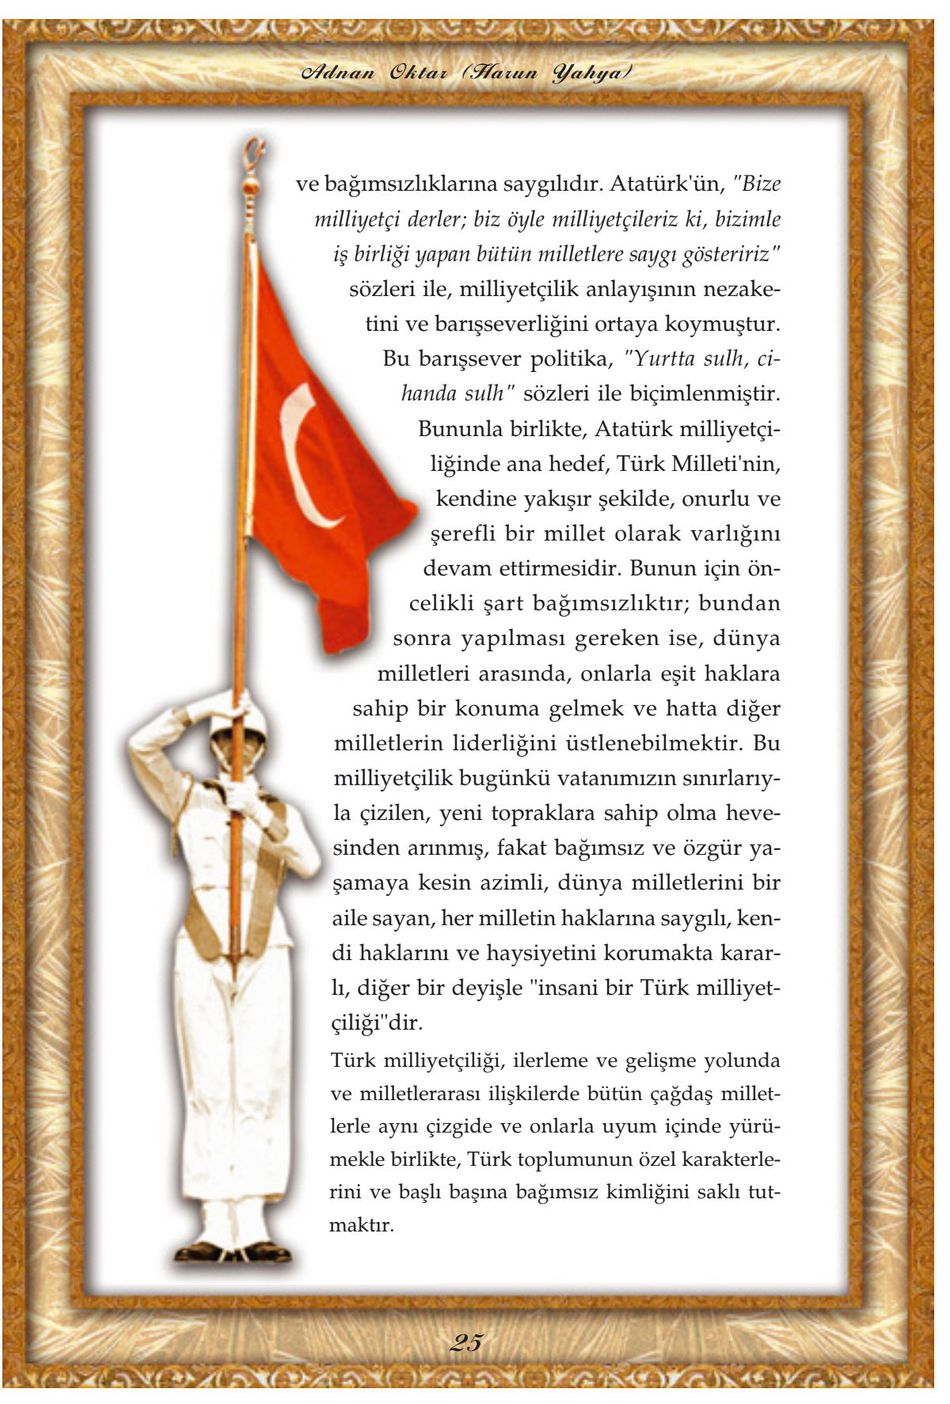 Adnan Oktar (Harun Yahya)
ve bağımsızlıklarına saygılıdır. Atatürk'ün, "Bize
milliyetçi derler; biz öyle milliyetçileriz ki, bizimle
iş birliği yapan bütün milletlere saygı gösteririz"
sözleri ile, milliyetçilik anlayışının nezake-
tini ve barışseverliğini ortaya koymuştur.
Bu barışsever politika, "Yurtta sulh, ci-
handa sulh" sözleri ile biçimlenmiştir.
Bununla birlikte, Atatürk milliyetçi-
liğinde ana hedef, Türk Milleti'nin,
kendine yakışır şekilde, onurlu ve
şerefli bir millet olarak varlığını
devam ettirmesidir. Bunun için ön-
celikli şart bağımsızlıktır; bundan
sonra yapılması gereken ise, dünya
milletleri arasında, onlarla eşit haklara
sahip bir konuma gelmek ve hatta diğer
milletlerin liderliğini üstlenebilmektir. Bu
milliyetçilik bugünkü vatanımızın sınırlarıy-
la çizilen, yeni topraklara sahip olma heve-
sinden arınmış, fakat bağımsız ve özgür ya-
şamaya kesin azimli, dünya milletlerini bir
aile sayan, her milletin haklarına saygılı, ken-
di haklarını ve haysiyetini korumakta karar-
lı, diğer bir deyişle "insani bir Türk milliyet-
çiliği"dir.
Türk milliyetçiliği, ilerleme ve gelişme yolunda
ve milletlerarası ilişkilerde bütün çağdaş millet-
lerle aynı çizgide ve onlarla uyum içinde yürü-
mekle birlikte, Türk toplumunun özel karakterle-
rini ve başlı başına bağımsız kimliğini saklı tut-
maktır.
25